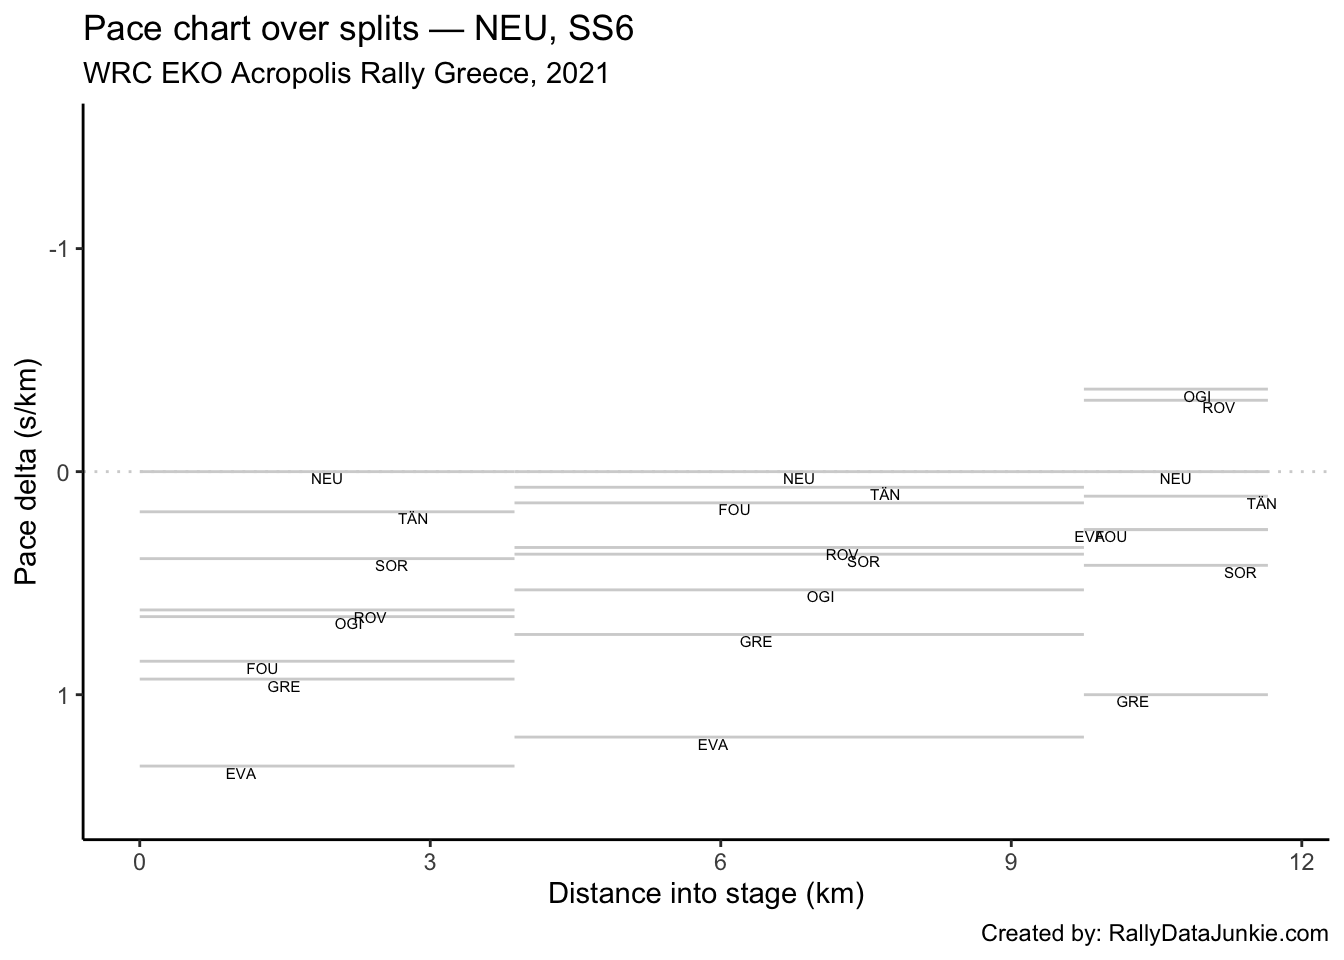 Pace chart over splits — NEU, SS6
WRC EKO Acropolis Rally Greece, 2021
Pace delta (s/km)
-1
0
1
OGI
ROV
NEU
NEU
NEU
TÄN
TÄN
TÄN
FOU
EVA
FOU
SOR
ROV
SOR
SOR
OGI
ROV
OGI
GRE
FOU
GRE
GRE
EVA
EVA
0
3
6
9
12
Distance into stage (km)
Created by: RallyDataJunkie.com